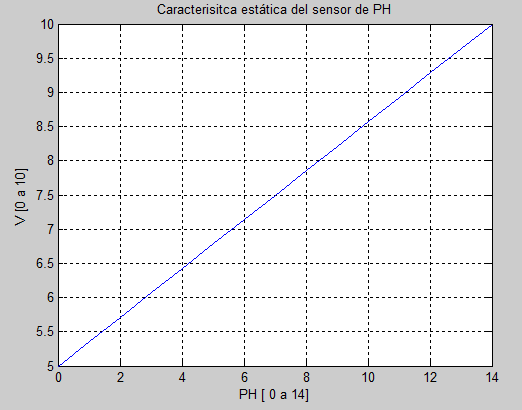 Caracterisitca estática del sensor de PH
10
9.5
9
8.5
8
7.5
7
6.5
6
5.5
5
V [0 a 10]
0 2 4 6 8 10 12 14
PH [ 0 a 14]